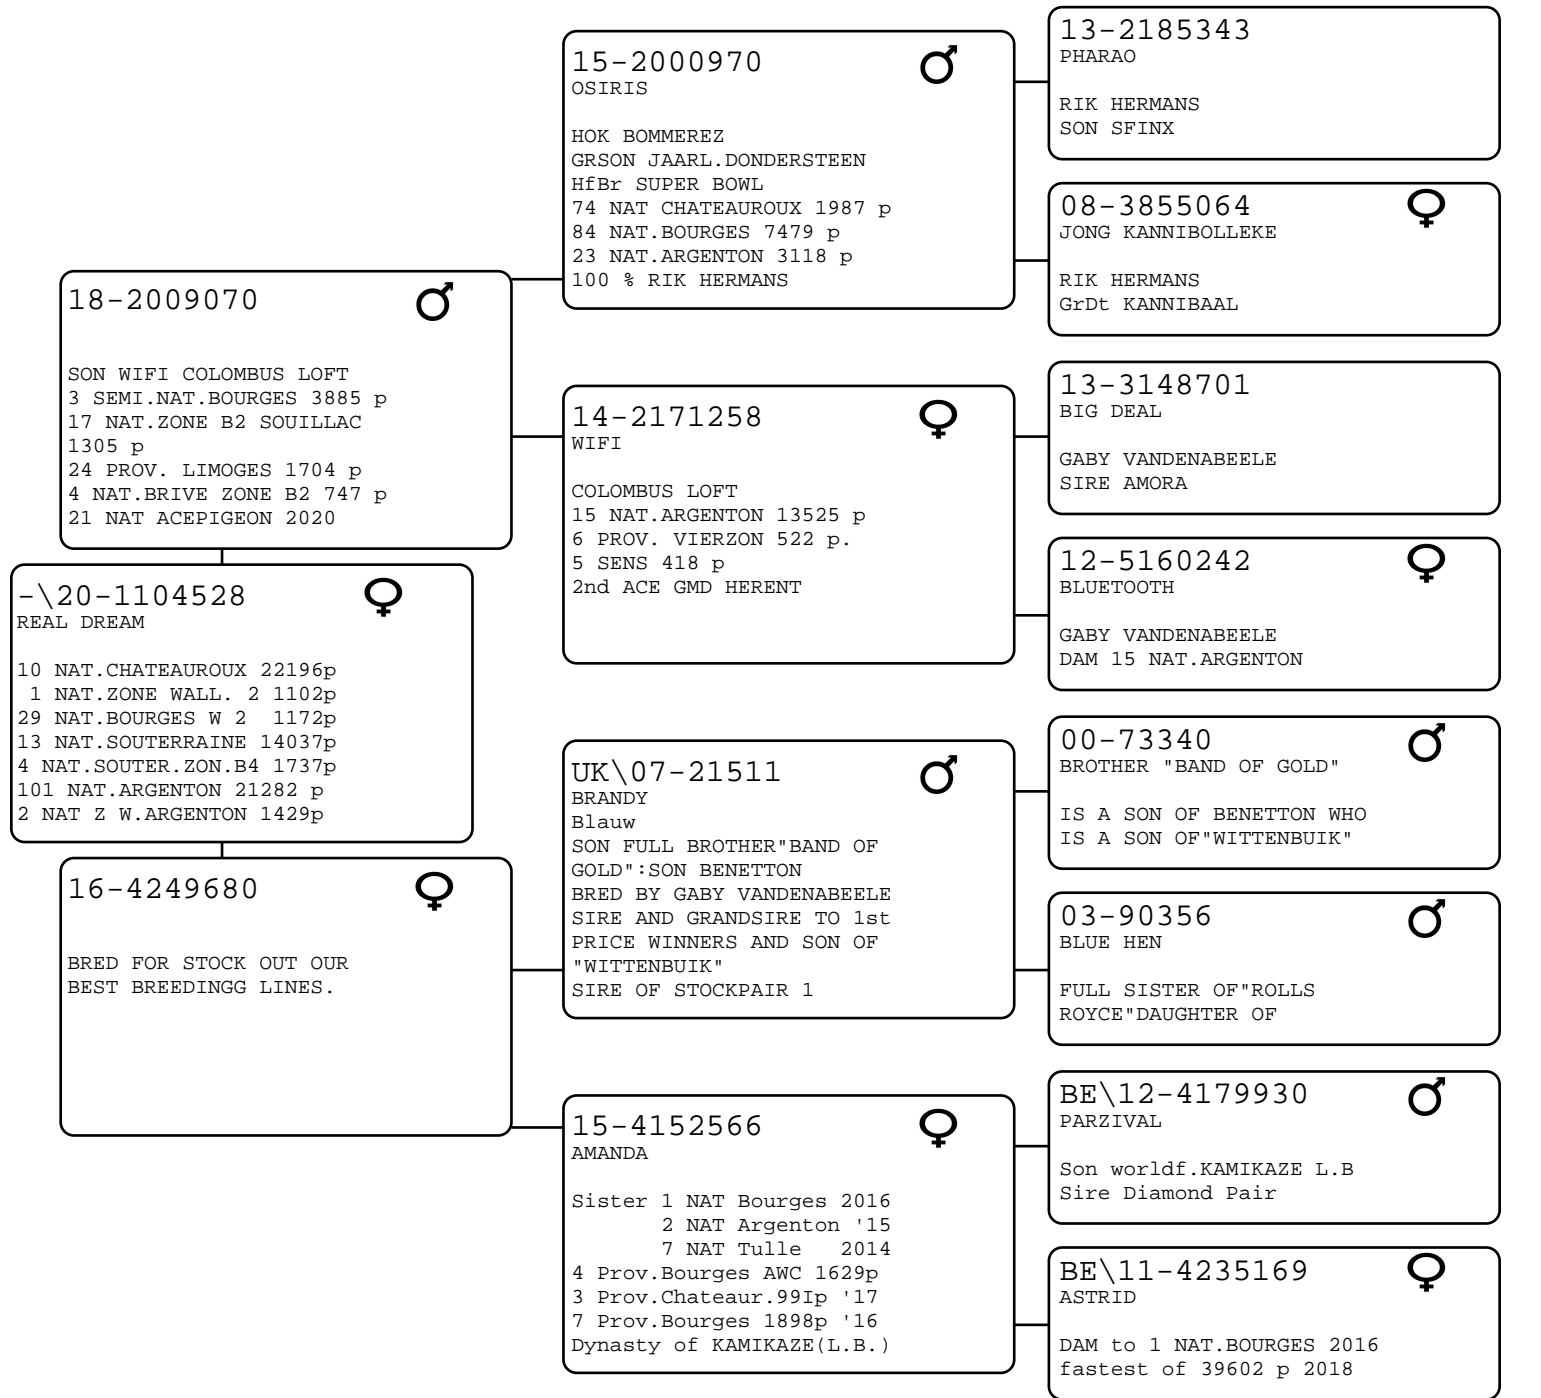 13-2185343
PHARAO
RIK HERMANS
SON SFINX
15-2000970 ♂
OSIRIS
HOK BOMMEREZ
GRSON JAARL.DONDERSTEEN
HfBr SUPER BOWL
74 NAT CHATEAUROUX 1987 p
84 NAT.BOURGES 7479 p
23 NAT.ARGENTON 3118 p
100 % RIK HERMANS
08-3855064 ♀
JONG KANNIBOLLEKE
RIK HERMANS
GrDt KANNIBAAL
18-2009070 ♂
SON WIFI COLOMBUS LOFT
3 SEMI.NAT.BOURGES 3885 p
17 NAT.ZONE B2 SOUILLAC
1305 p
24 PROV. LIMOGES 1704 p
4 NAT.BRIVE ZONE B2 747 p
21 NAT ACEPIGEON 2020
13-3148701
BIG DEAL
GABY VANDENABEELE
SIRE AMORA
14-2171258 ♀
WIFI
COLOMBUS LOFT
15 NAT.ARGENTON 13525 p
6 PROV. VIERZON 522 p.
5 SENS 418 p
2nd ACE GMD HERENT
12-5160242 ♀
BLUETOOTH
GABY VANDENABEELE
DAM 15 NAT.ARGENTON
-\20-1104528 ♀
REAL DREAM
10 NAT.CHATEAUROUX 22196p
1 NAT.ZONE WALL. 2 1102p
29 NAT.BOURGES W 2  1172p
13 NAT.SOUTERRAINE 14037p
4 NAT.SOUTER.ZON.B4 1737p
101 NAT.ARGENTON 21282 p
2 NAT Z W.ARGENTON 1429p
00-73340 ♂
BROTHER "BAND OF GOLD"
IS A SON OF BENETTON WHO
IS A SON OF"WITTENBUIK"
UK\07-21511 ♂
BRANDY
Blauw
SON FULL BROTHER"BAND OF
GOLD":SON BENETTON
BRED BY GABY VANDENABEELE
SIRE AND GRANDSIRE TO 1st
PRICE WINNERS AND SON OF
"WITTENBUIK"
SIRE OF STOCKPAIR 1
03-90356 ♂
BLUE HEN
FULL SISTER OF"ROLLS
ROYCE"DAUGHTER OF
16-4249680 ♀
BRED FOR STOCK OUT OUR
BEST BREEDINGG LINES.
BE\12-4179930 ♂
PARZIVAL
Son worldf.KAMIKAZE L.B
Sire Diamond Pair
15-4152566 ♀
AMANDA
Sister 1 NAT Bourges 2016
2 NAT Argenton '15
7 NAT Tulle   2014
4 Prov.Bourges AWC 1629p
3 Prov.Chateaur.99Ip '17
7 Prov.Bourges 1898p '16
Dynasty of KAMIKAZE(L.B.)
BE\11-4235169 ♀
ASTRID
DAM to 1 NAT.BOURGES 2016
fastest of 39602 p 2018